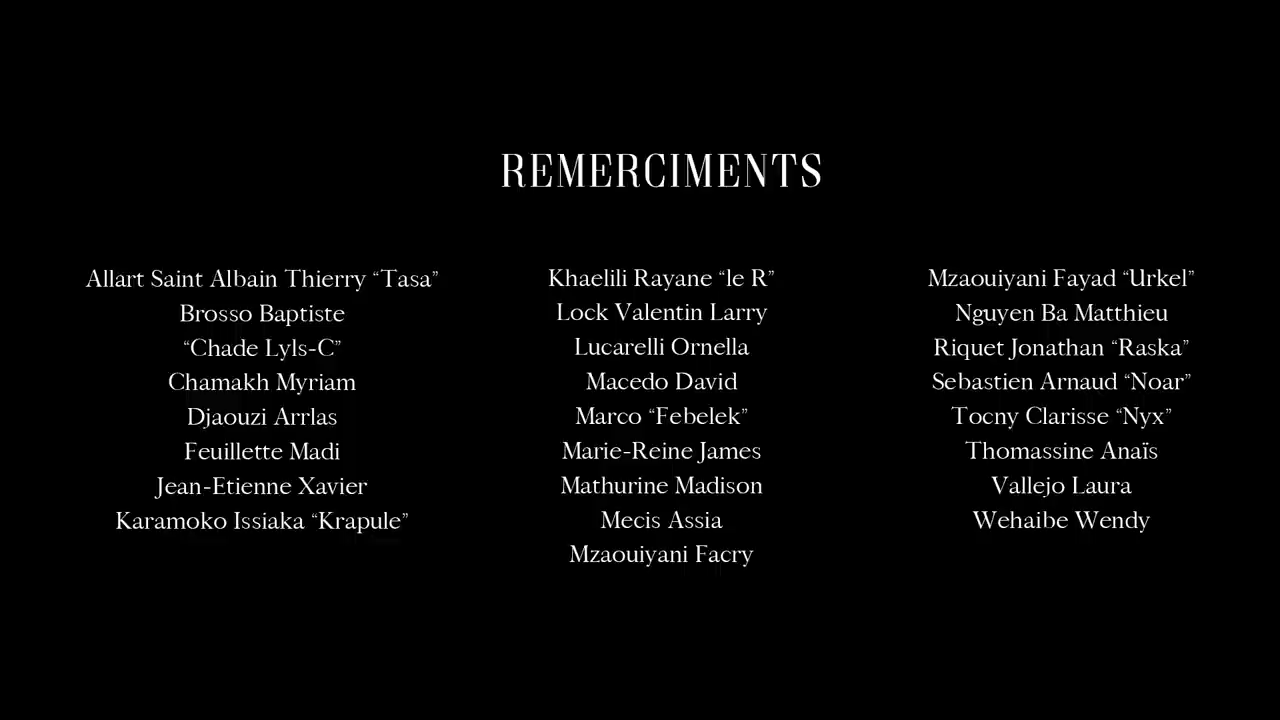 REMERCIMENTS
Allart Saint Albain Thierry “Tasa”
Brosso Baptiste
“Chade Lyls-C”
Chamakh Myriam
Djaouzi Arrlas
Feuillette Madi
Jean-Etienne Xavier
Karamoko Issiaka “Krapule”
Khaelili Rayane “le R”
Lock Valentin Larry
Lucarelli Ornella
Macedo David
Marco “Febelek”
Marie-Reine James
Mathurine Madison
Mecis Assia
Mzaouiyani Facry
Mzaouiyani Fayad “Urkel”
Nguyen Ba Matthieu
Riquet Jonathan “Raska”
Sebastien Arnaud “Noar”
Tocny Clarisse “Nyx”
Thomassine Anaïs
Vallejo Laura
Wehaibe Wendy